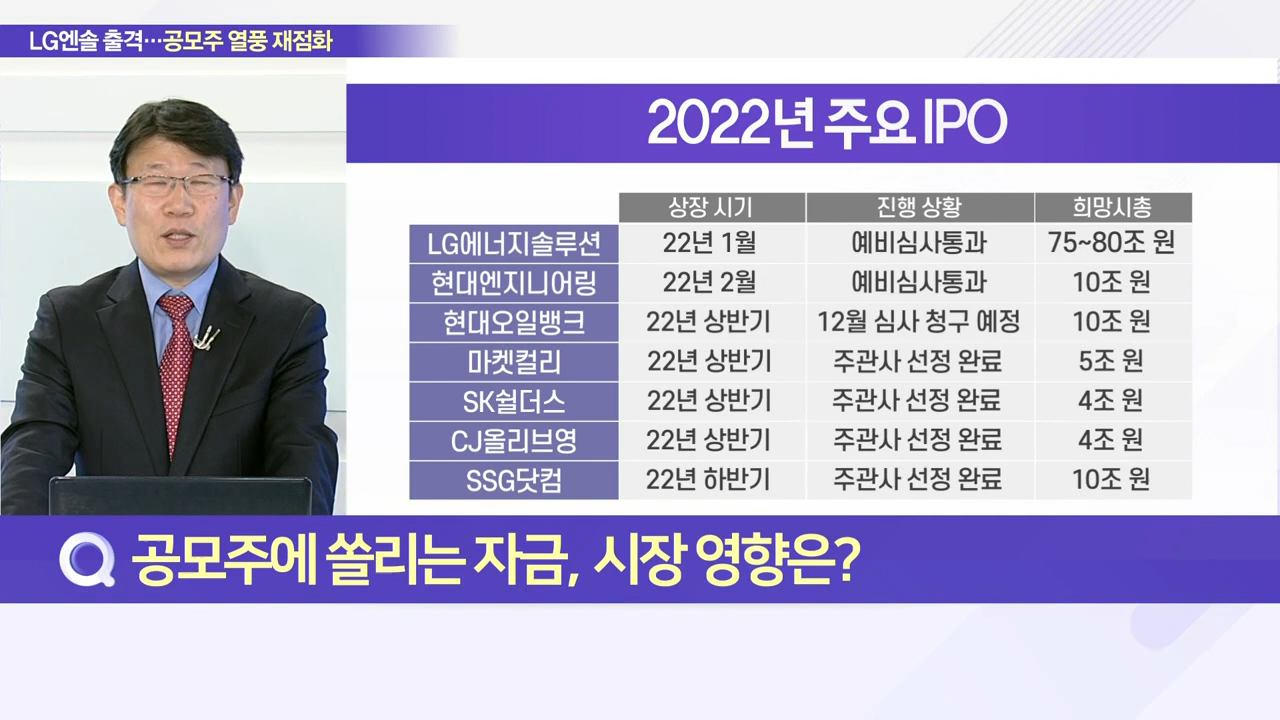 LG엔솔 출격…공모주 열풍 재점화
2022년 주요 IPO
상장 시기 진행 상황 희망시총
LG에너지솔루션 22년 1월 예비심사통과 75~80조 원
현대엔지니어링 22년 2월 예비심사통과 10조 원
현대오일뱅크 22년 상반기 12월 심사 청구 예정 10조 원
마켓컬리 22년 상반기 주관사 선정 완료 5조 원
SK쉴더스 22년 상반기 주관사 선정 완료 4조 원
CJ올리브영 22년 상반기 주관사 선정 완료 4조 원
SSG닷컴 22년 하반기 주관사 선정 완료 10조 원
Q 공모주에 쏠리는 자금, 시장 영향은?